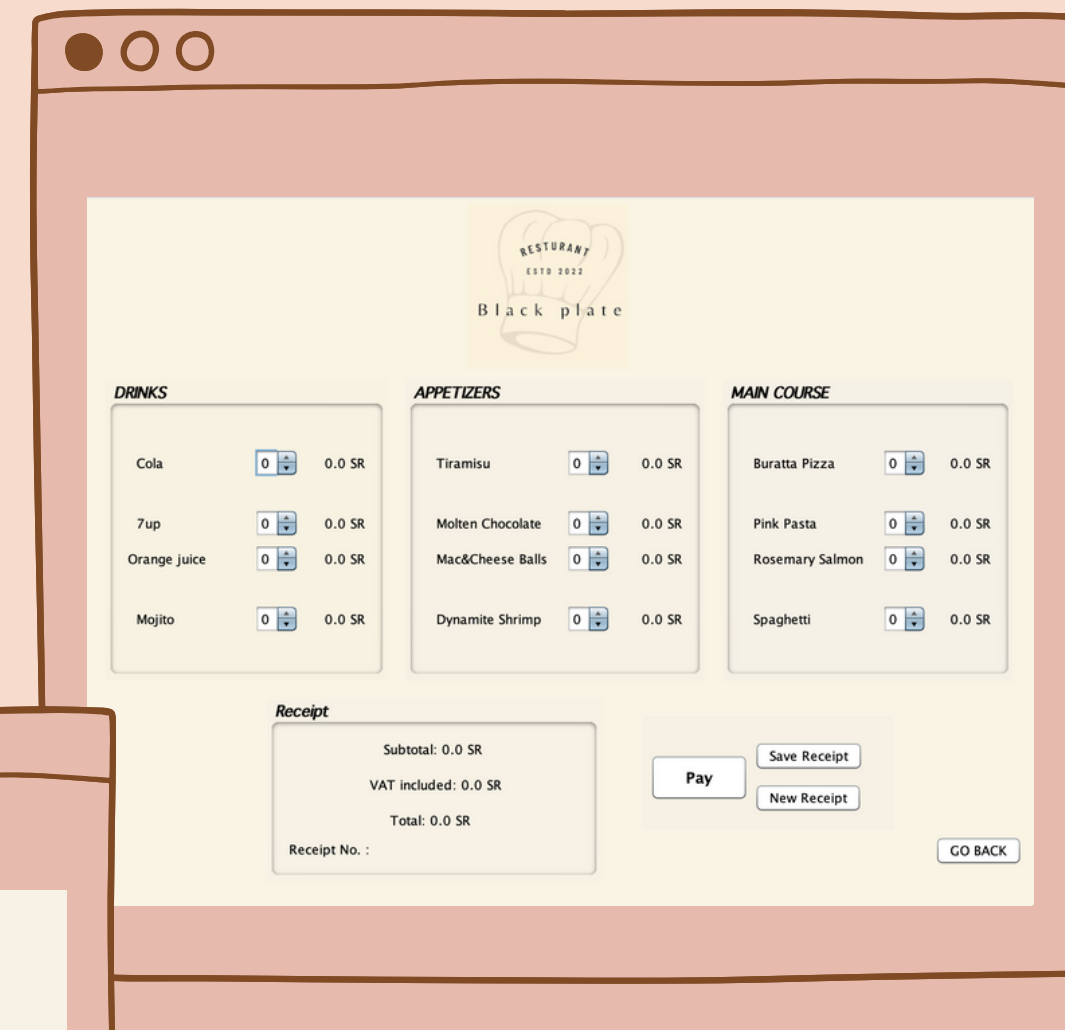 RESTURANT
ESTD 2022
Black plate
DRINKS
Cola 0 0.0 SR
7up 0 0.0 SR
Orange juice 0 0.0 SR
Mojito 0 0.0 SR
APPETIZERS
Tiramisu 0 0.0 SR
Molten Chocolate 0 0.0 SR
Mac&Cheese Balls 0 0.0 SR
Dynamite Shrimp 0 0.0 SR
MAIN COURSE
Buratta Pizza 0 0.0 SR
Pink Pasta 0 0.0 SR
Rosemary Salmon 0 0.0 SR
Spaghetti 0 0.0 SR
Receipt
Subtotal: 0.0 SR
VAT included: 0.0 SR
Total: 0.0 SR
Receipt No. :
Pay
Save Receipt
New Receipt
GO BACK